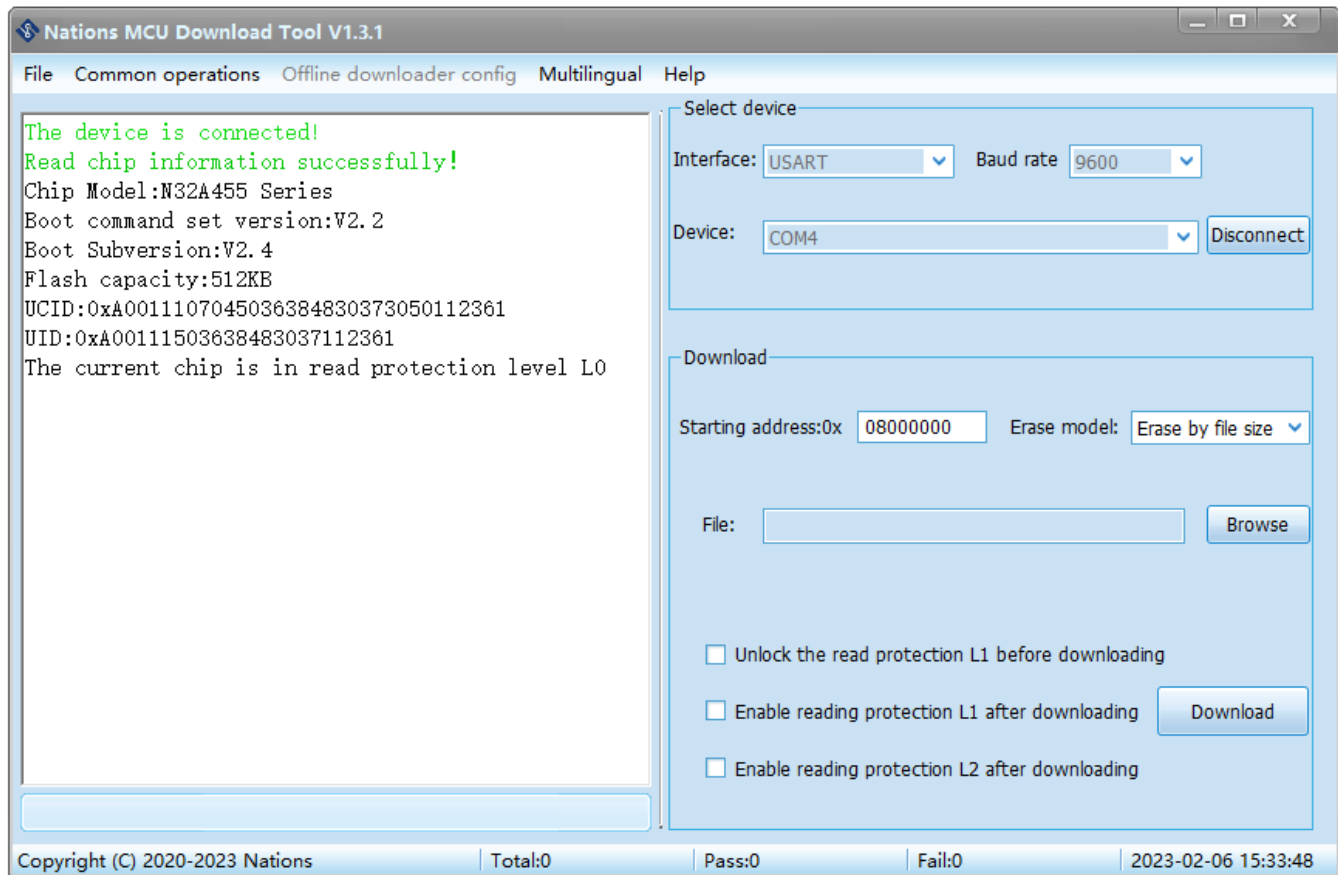 Nations MCU Download Tool V1.3.1
File Common operations Offline downloader config Multilingual Help
The device is connected!
Read chip information successfully!
Chip Model:N32A455 Series
Boot command set version:V2.2
Boot Subversion:V2.4
Flash capacity:512KB
UCID:0xA0011107045036384830373050112361
UID:0xA00111503638483037112361
The current chip is in read protection level L0
Select device
Interface: USART Baud rate 9600
Device: COM4 Disconnect
Download
Starting address:0x 08000000 Erase model: Erase by file size
File: Browse
Unlock the read protection L1 before downloading
Enable reading protection L1 after downloading Download
Enable reading protection L2 after downloading
Copyright (C) 2020-2023 Nations Total:0 Pass:0 Fail:0 2023-02-06 15:33:48